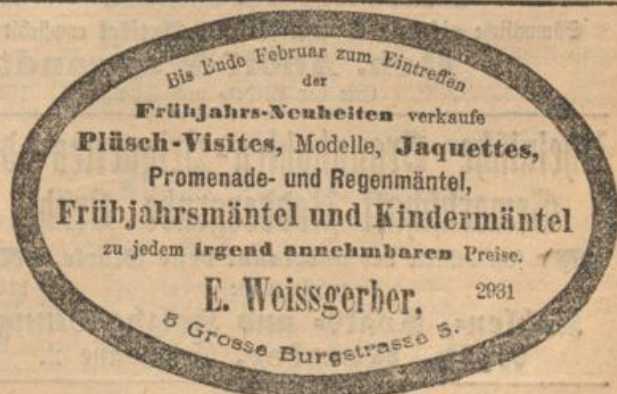 Bis Ende Februar zum Eintreffen
der
Frühjahrs-Neuheiten verkaufe
Plüsch-Visites, Modelle, Jaquettes,
Promenade- und Regenmäntel,
Frühjahrsmäntel und Kindermäntel
zu jedem irgend annehmbaren Preise.
E. Weissgerber, 2931
5 Grosse Burgstrasse 5.